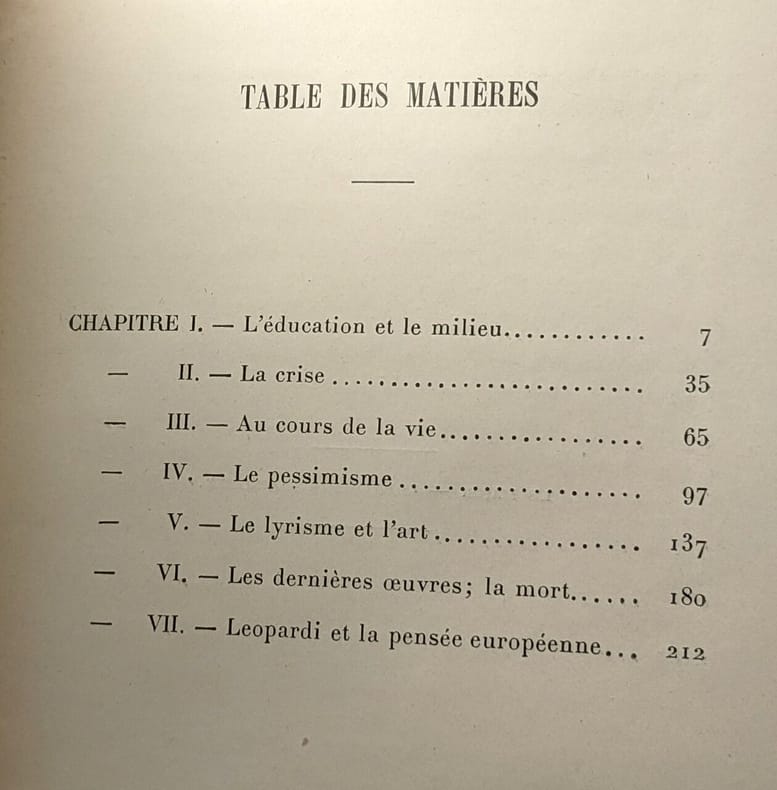 TABLE DES MATIÈRES
CHAPITRE I. — L'éducation et le milieu............ 7
— II. — La crise ........................... 35
— III. — Au cours de la vie.................. 65
— IV. — Le pessimisme ..................... 97
— V. — Le lyrisme et l'art.................. 137
— VI. — Les dernières œuvres; la mort...... 180
— VII. — Leopardi et la pensée européenne... 212